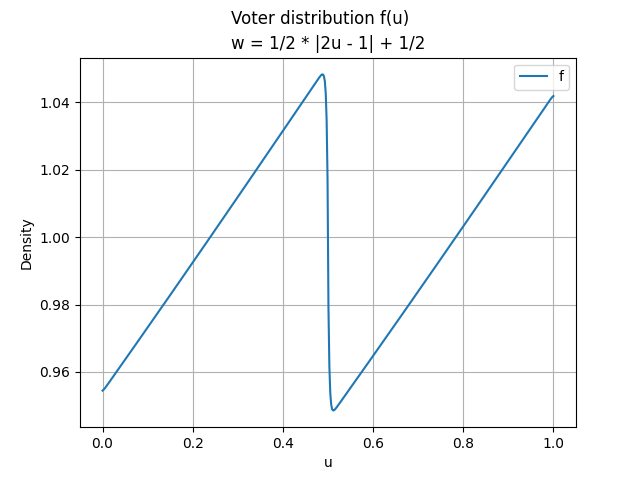 Voter distribution f(u)
w = 1/2 * |2u - 1| + 1/2
f
1.04
1.02
1.00
0.98
0.96
Density
0.0 0.2 0.4 0.6 0.8 1.0
u